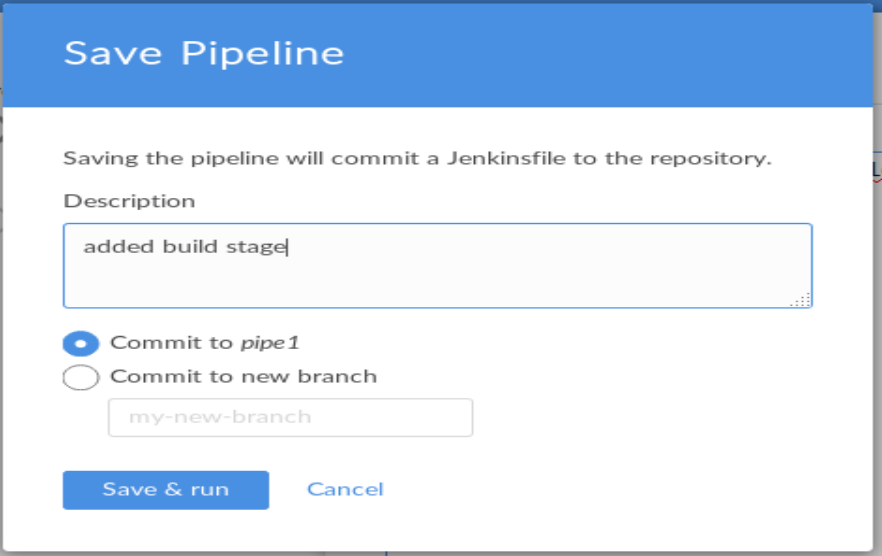 Save Pipeline
Saving the pipeline will commit a Jenkinsfile to the repository.
Description
added build stage
Commit to pipe1
Commit to new branch
my-new-branch
Save & run
Cancel